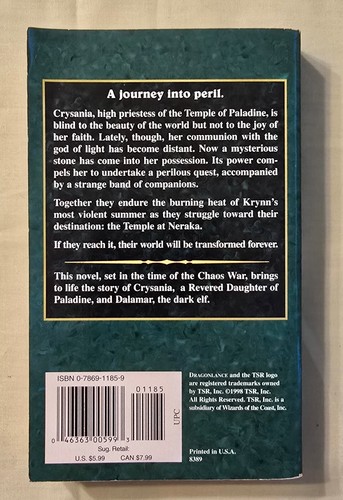 A journey into peril.
Crysania, high priestess of the Temple of Paladine, is
blind to the beauty of the world but not to the joy of
her faith. Lately, though, her communion with the
god of light has become distant. Now a mysterious
stone has come into her possession. Its power com-
pels her to undertake a perilous quest, accompanied
by a strange band of companions.
Together they endure the burning heat of Krynn's
most violent summer as they struggle toward their
destination: the Temple at Neraka.
If they reach it, their world will be transformed forever.
This novel, set in the time of the Chaos War, brings
to life the story of Crysania, a Revered Daughter of
Paladine, and Dalamar, the dark elf.
ISBN 0-7869-1185-9
01185
0 46363 00599 3
UPC
Sug. Retail:
U.S. $5.99 CAN $7.99
DRAGONLANCE and the TSR logo
are registered trademarks owned
by TSR, Inc. ©1998 TSR, Inc.
All Rights Reserved. TSR, Inc. is a
subsidiary of Wizards of the Coast, Inc.
Printed in U.S.A.
8389